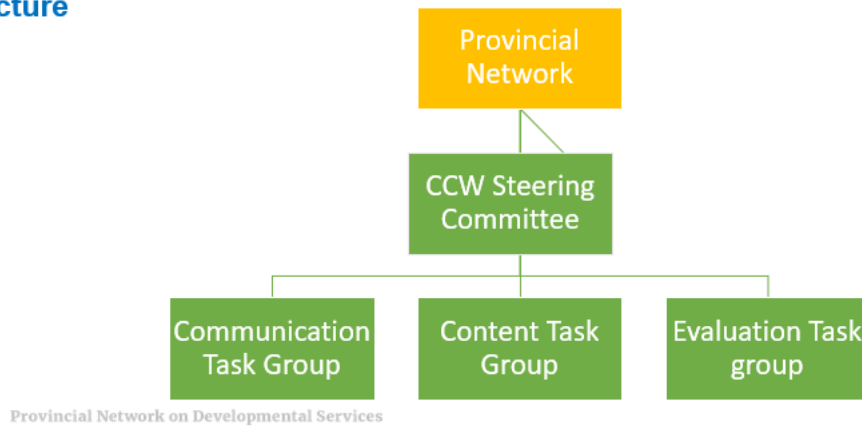 cture
Provincial
Network
CCW Steering
Committee
Communication
Task Group
Content Task
Group
Evaluation Task
group
Provincial Network on Developmental Services